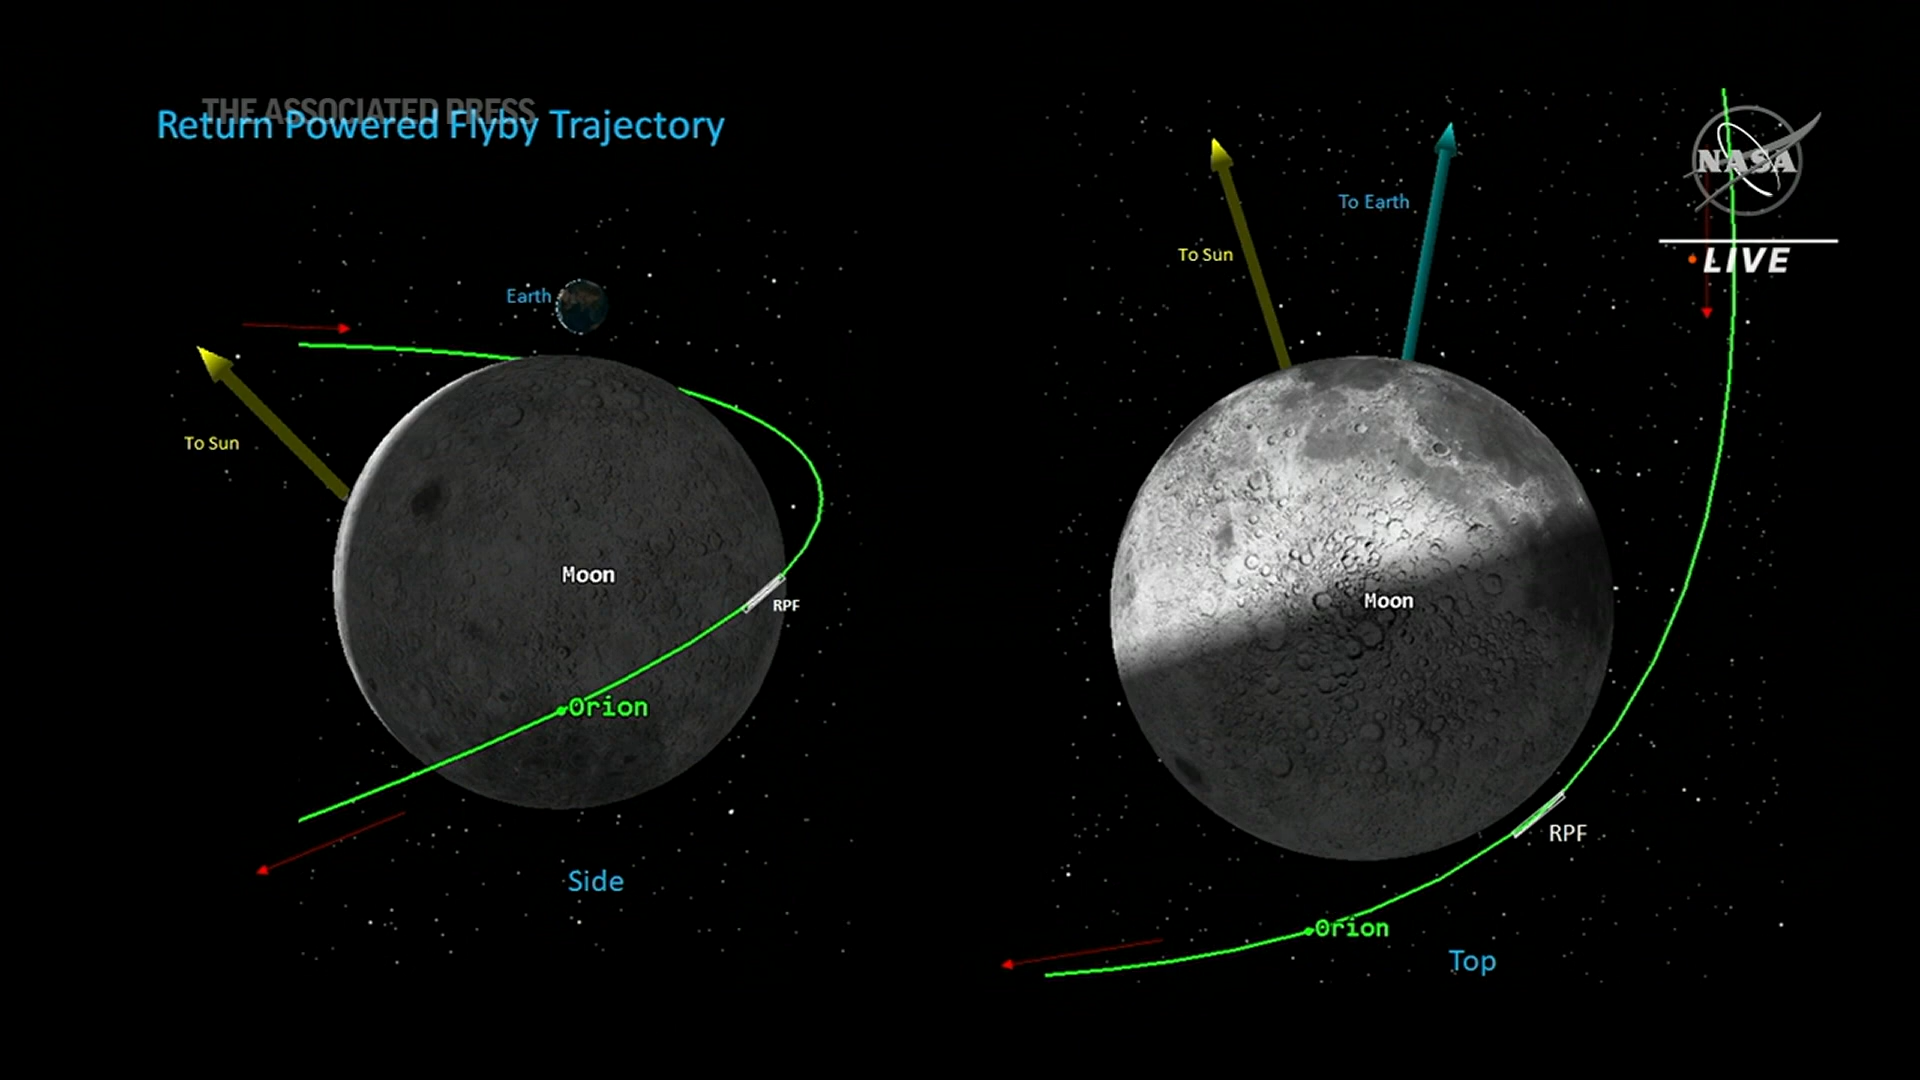 THE ASSOCIATED PRESS
Return Powered Flyby Trajectory
Earth
To Sun
Moon
RPF
Orion
Side
To Sun
To Earth
NASA
LIVE
Moon
RPF
Orion
Top